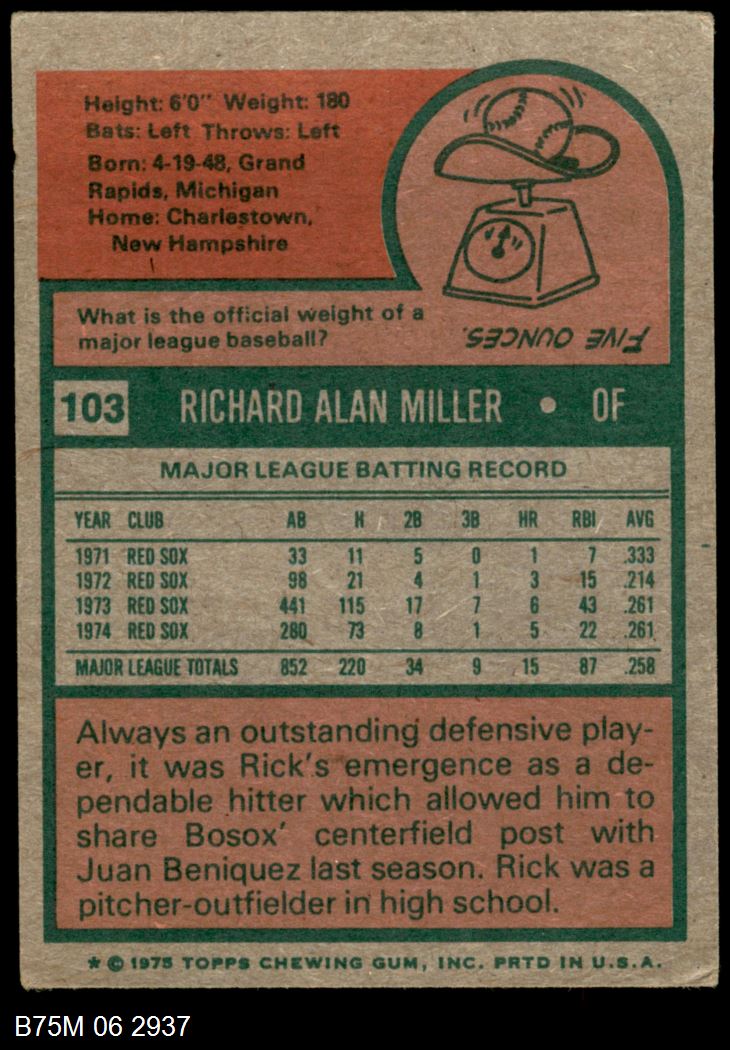 Height: 6'0" Weight: 180
Bats: Left Throws: Left
Born: 4-19-48, Grand
Rapids, Michigan
Home: Charlestown,
New Hampshire
What is the official weight of a
major league baseball?
FIVE OUNCES.
103 RICHARD ALAN MILLER • OF
MAJOR LEAGUE BATTING RECORD
YEAR CLUB AB H 2B 3B HR RBI AVG
1971 RED SOX 33 11 5 0 1 7 .333
1972 RED SOX 98 21 4 1 3 15 .214
1973 RED SOX 441 115 17 7 6 43 .261
1974 RED SOX 280 73 8 1 5 22 .261
MAJOR LEAGUE TOTALS 852 220 34 9 15 87 .258
Always an outstanding defensive play-
er, it was Rick's emergence as a de-
pendable hitter which allowed him to
share Bosox' centerfield post with
Juan Beniquez last season. Rick was a
pitcher-outfielder in high school.
* © 1975 TOPPS CHEWING GUM, INC. PRTD IN U.S.A.
B75M 06 2937